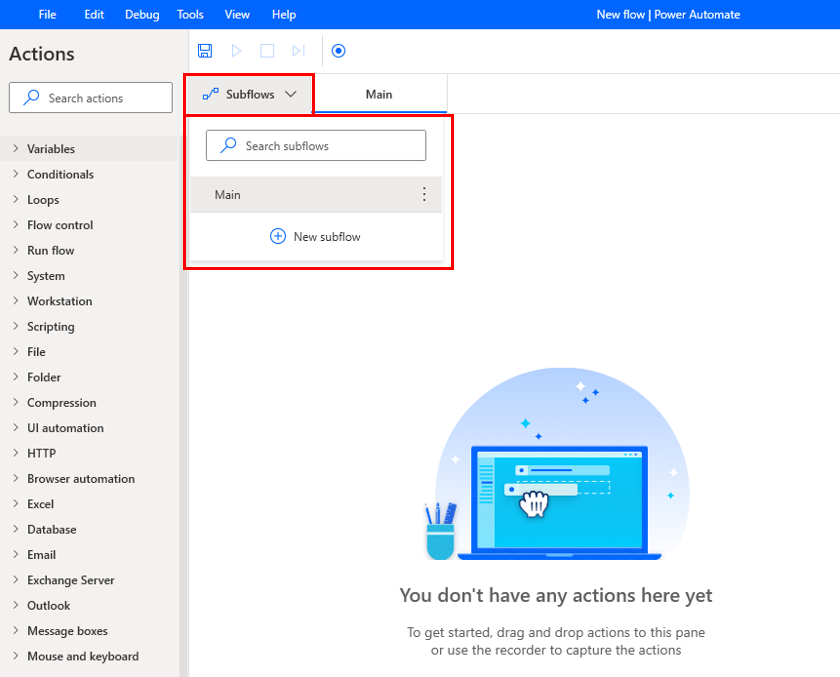 File Edit Debug Tools View Help New flow | Power Automate
Actions
Search actions
Variables
Conditionals
Loops
Flow control
Run flow
System
Workstation
Scripting
File
Folder
Compression
UI automation
HTTP
Browser automation
Excel
Database
Email
Exchange Server
Outlook
Message boxes
Mouse and keyboard
Subflows Main
Search subflows
Main
New subflow
You don't have any actions here yet
To get started, drag and drop actions to this pane
or use the recorder to capture the actions